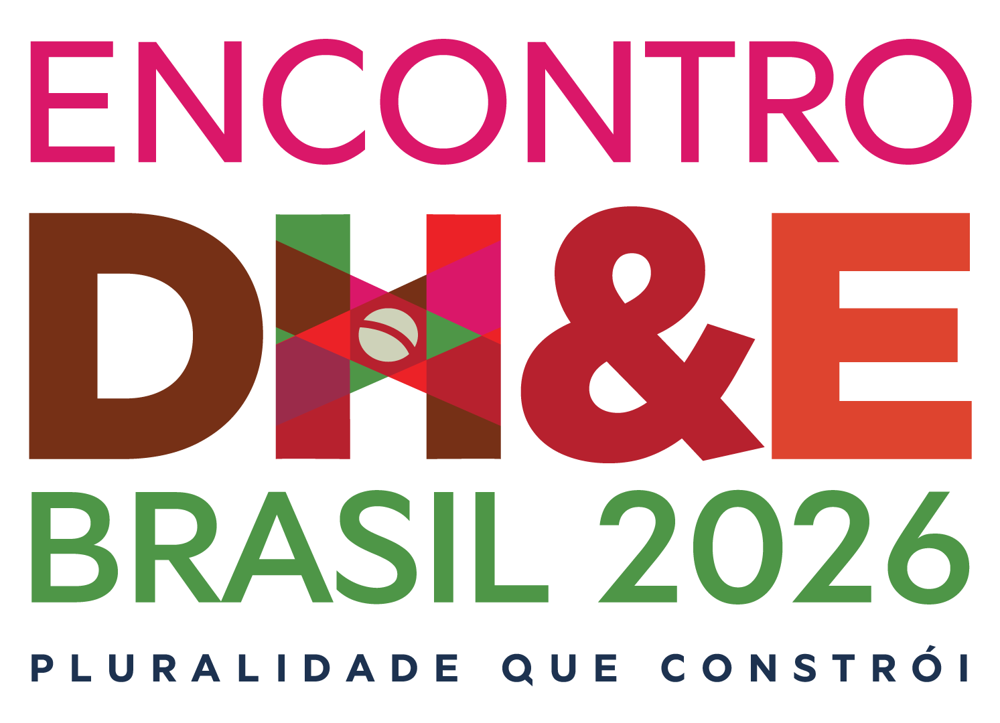 ENCONTRO
DH&E
BRASIL 2026
PLURALIDADE QUE CONSTRÓI